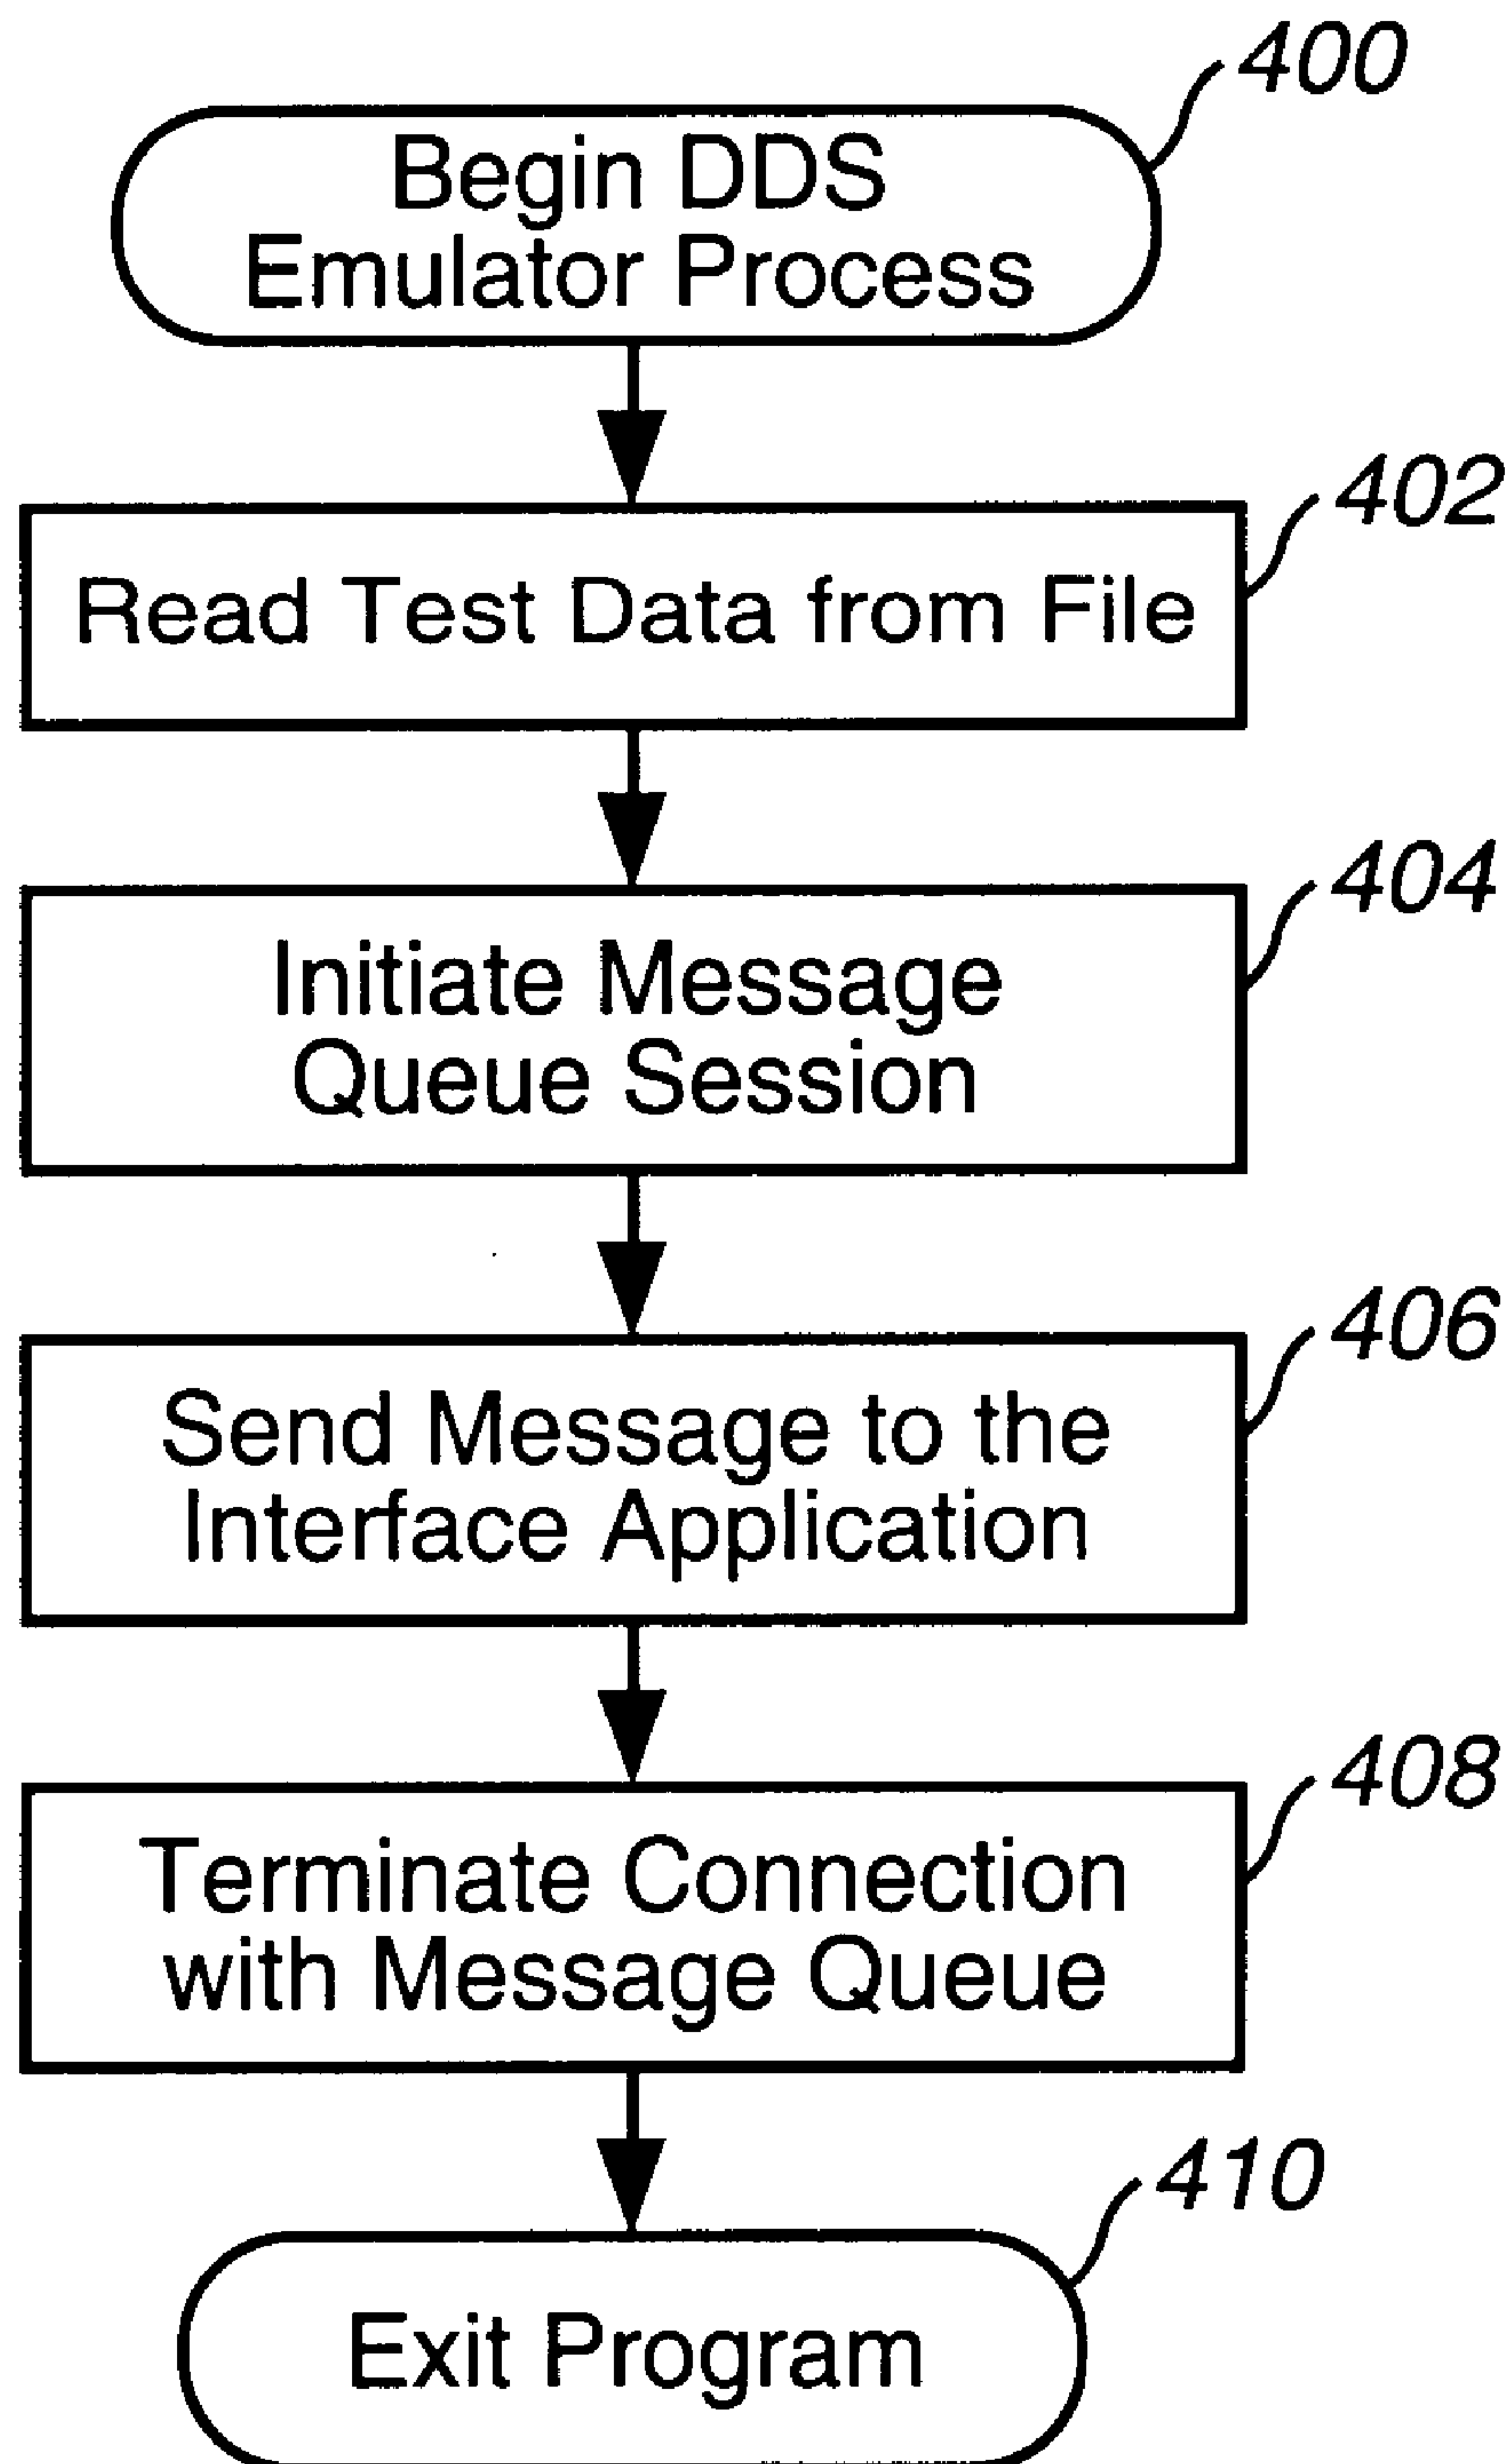 400
Begin DDS
Emulator Process
402
Read Test Data from File
404
Initiate Message
Queue Session
406
Send Message to the
Interface Application
408
Terminate Connection
with Message Queue
410
Exit Program